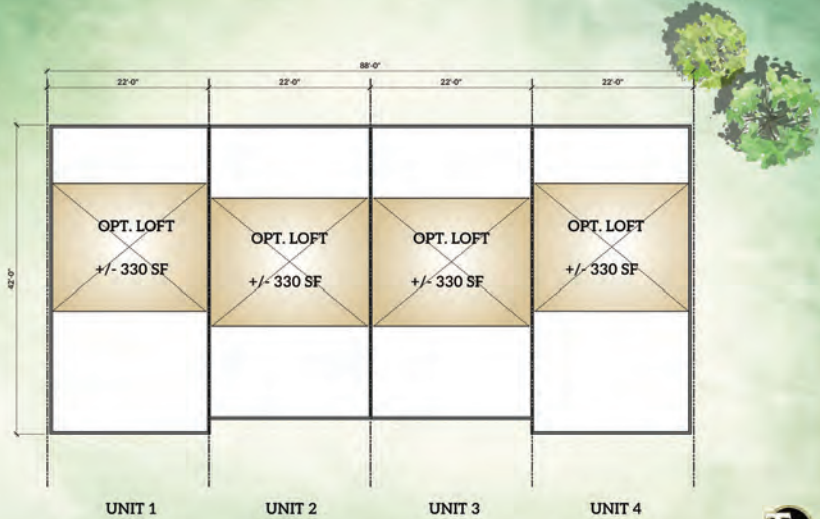 88'-0"
22'-0" 22'-0" 22'-0" 22'-0"
42'-0"
OPT. LOFT
+/- 330 SF
OPT. LOFT
+/- 330 SF
OPT. LOFT
+/- 330 SF
OPT. LOFT
+/- 330 SF
UNIT 1 UNIT 2 UNIT 3 UNIT 4